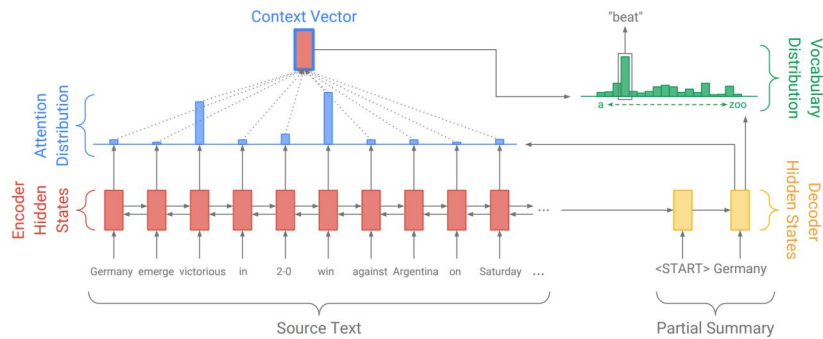 Context Vector
"beat"
a
zoo
Vocabulary
Distribution
Attention
Distribution
Encoder
Hidden
States
...
Decoder
Hidden States
Germany emerge victorious in 2-0 win against Argentina on Saturday ...
<START> Germany
Source Text
Partial Summary